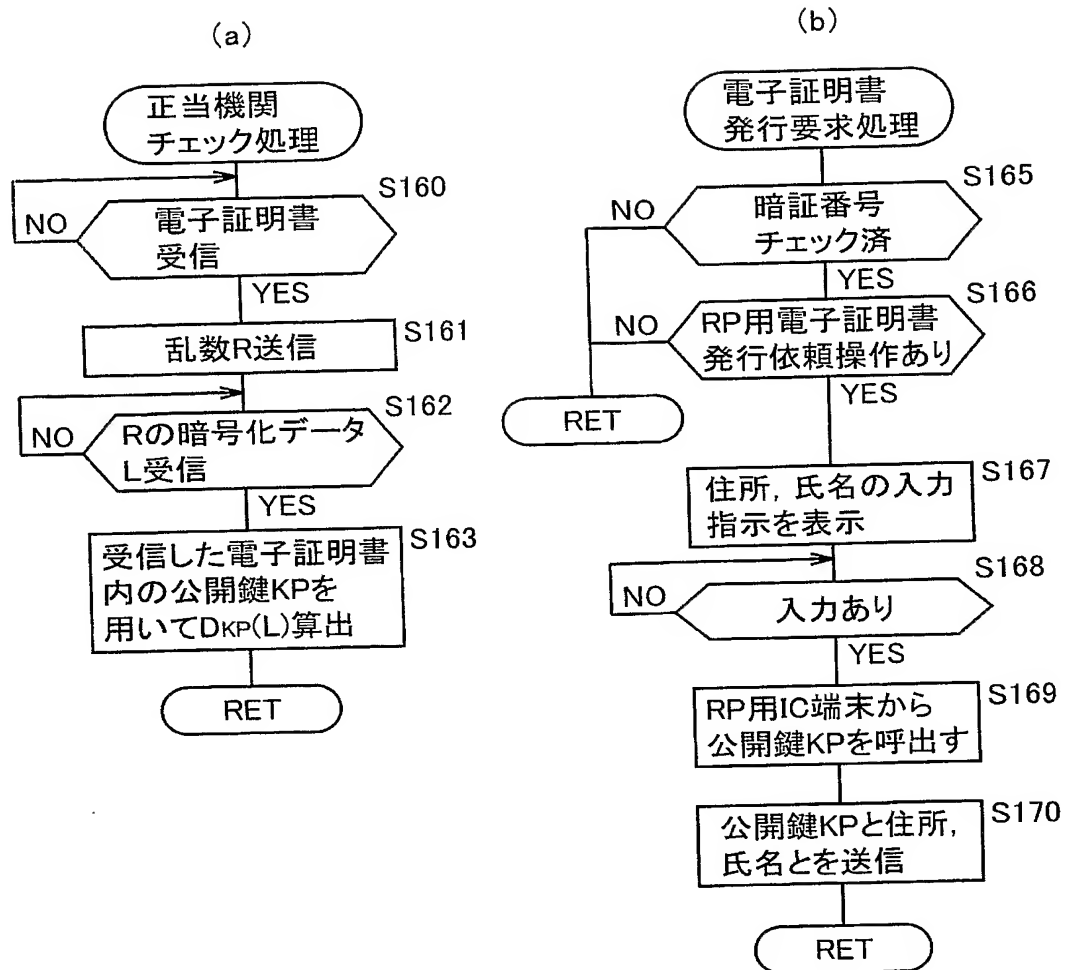 (a)
正当機関
チェック処理
S160
NO
電子証明書
受信
YES
乱数R送信
S161
S162
NO
Rの暗号化データ
L受信
YES
受信した電子証明書
内の公開鍵KPを
用いてDKP(L)算出
S163
RET
(b)
電子証明書
発行要求処理
S165
NO
暗証番号
チェック済
YES
S166
NO
RP用電子証明書
発行依頼操作あり
YES
RET
住所, 氏名の入力
指示を表示
S167
S168
NO
入力あり
YES
RP用IC端末から
公開鍵KPを呼出す
S169
公開鍵KPと住所,
氏名とを送信
S170
RET